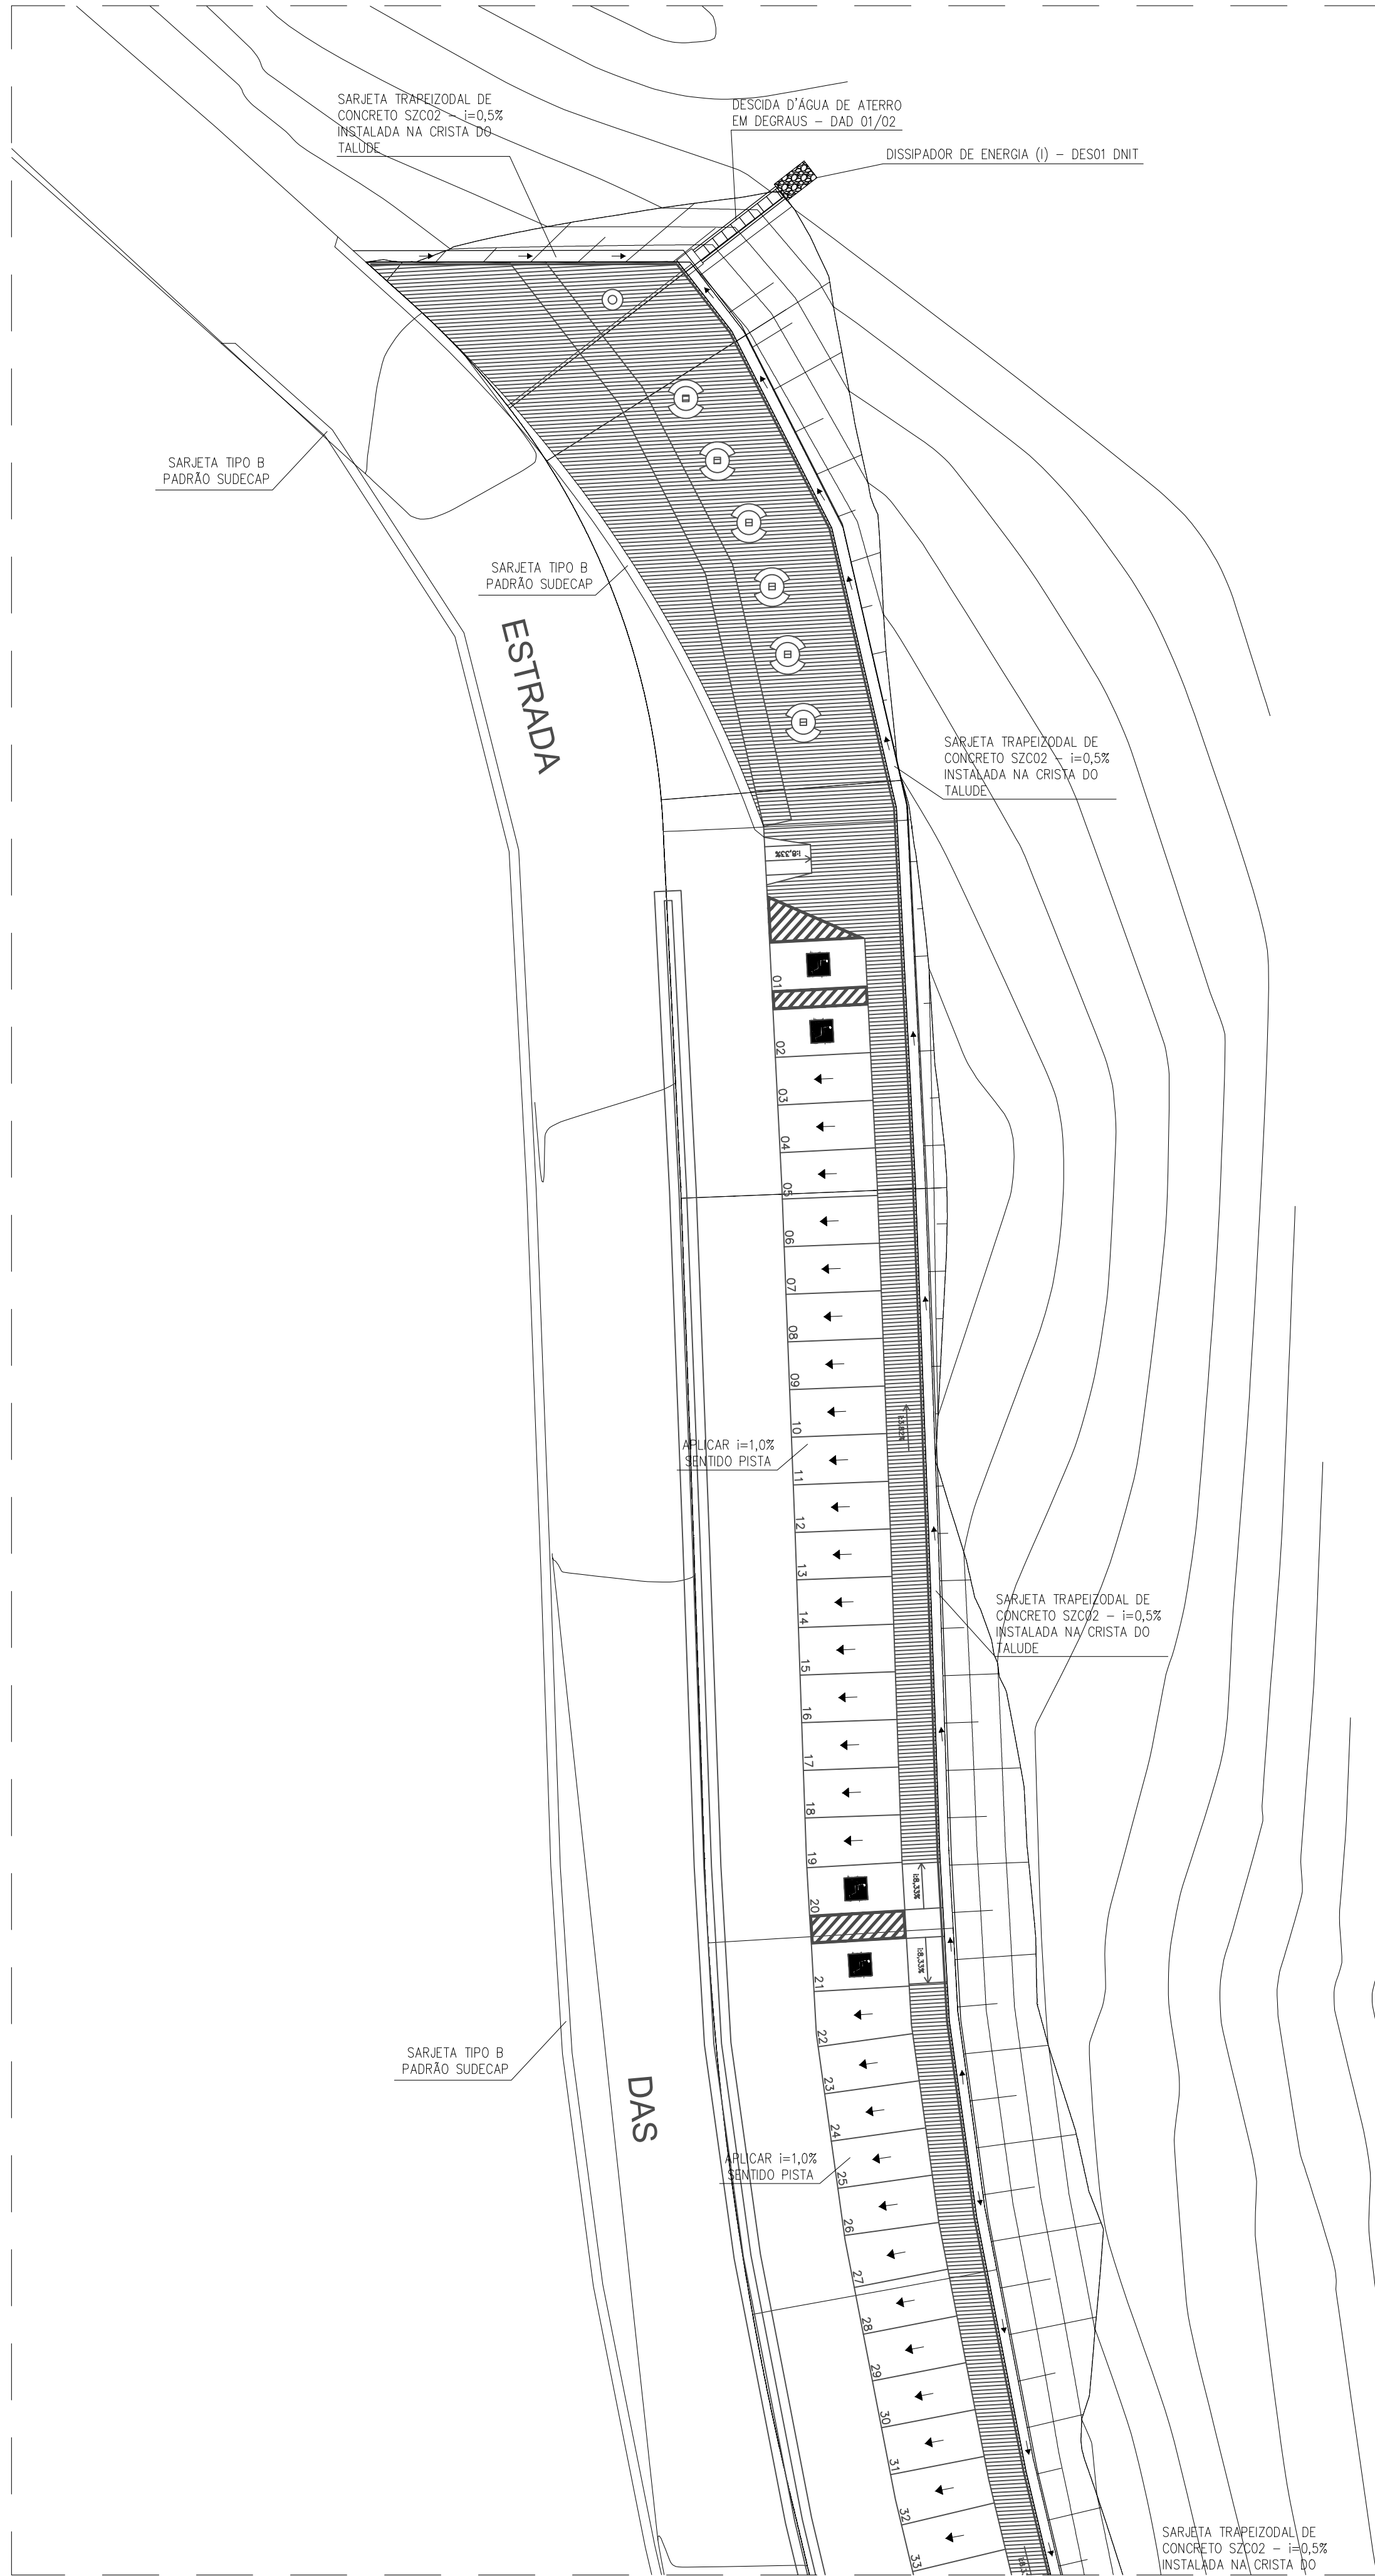 SARJETA TRAPEIZODAL DE
CONCRETO SZC02 - i=0,5%
INSTALADA NA CRISTA DO
TALUDE
DESCIDA D'ÁGUA DE ATERRO
EM DEGRAUS - DAD 01/02
DISSIPADOR DE ENERGIA (I) - DES01 DNIT
SARJETA TIPO B
PADRÃO SUDECAP
SARJETA TIPO B
PADRÃO SUDECAP
ESTRADA
SARJETA TRAPEIZODAL DE
CONCRETO SZC02 - i=0,5%
INSTALADA NA CRISTA DO
TALUDE
i:8,33%
01
02
03
04
05
06
07
08
09
10
APLICAR i=1,0%
SENTIDO PISTA
11
12
13
14
SARJETA TRAPEIZODAL DE
CONCRETO SZC02 - i=0,5%
INSTALADA NA CRISTA DO
TALUDE
15
16
17
18
19
20
i:8,33%
i:8,33%
21
22
SARJETA TIPO B
PADRÃO SUDECAP
23
DAS
24
APLICAR i=1,0%
SENTIDO PISTA
25
26
27
28
29
30
31
32
33
SARJETA TRAPEIZODAL DE
CONCRETO SZC02 - i=0,5%
INSTALADA NA CRISTA DO